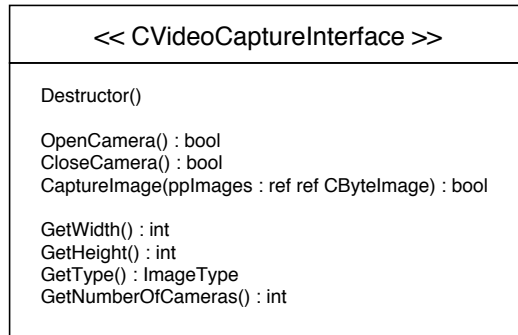 << CVideoCaptureInterface >>
Destructor()
OpenCamera() : bool
CloseCamera() : bool
CaptureImage(ppImages : ref ref CByteImage) : bool
GetWidth() : int
GetHeight() : int
GetType() : ImageType
GetNumberOfCameras() : int